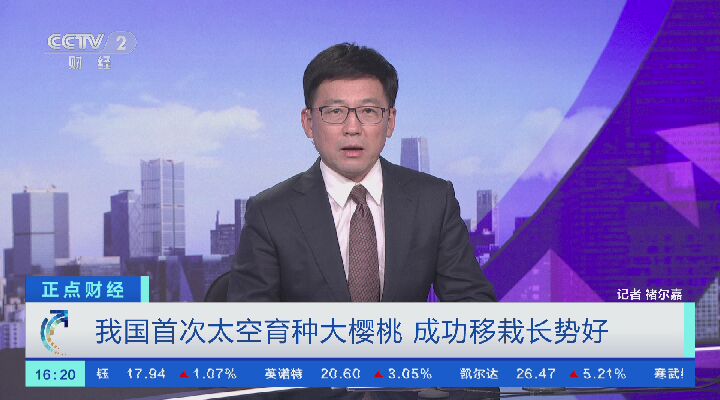 CCTV 2
财经
正点财经
记者 褚尔嘉
我国首次太空育种大樱桃 成功移栽长势好
16:20 钰 17.94 ▲1.07% 英诺特 20.60 ▲3.05% 凯尔达 26.47 ▲5.21% 寒武